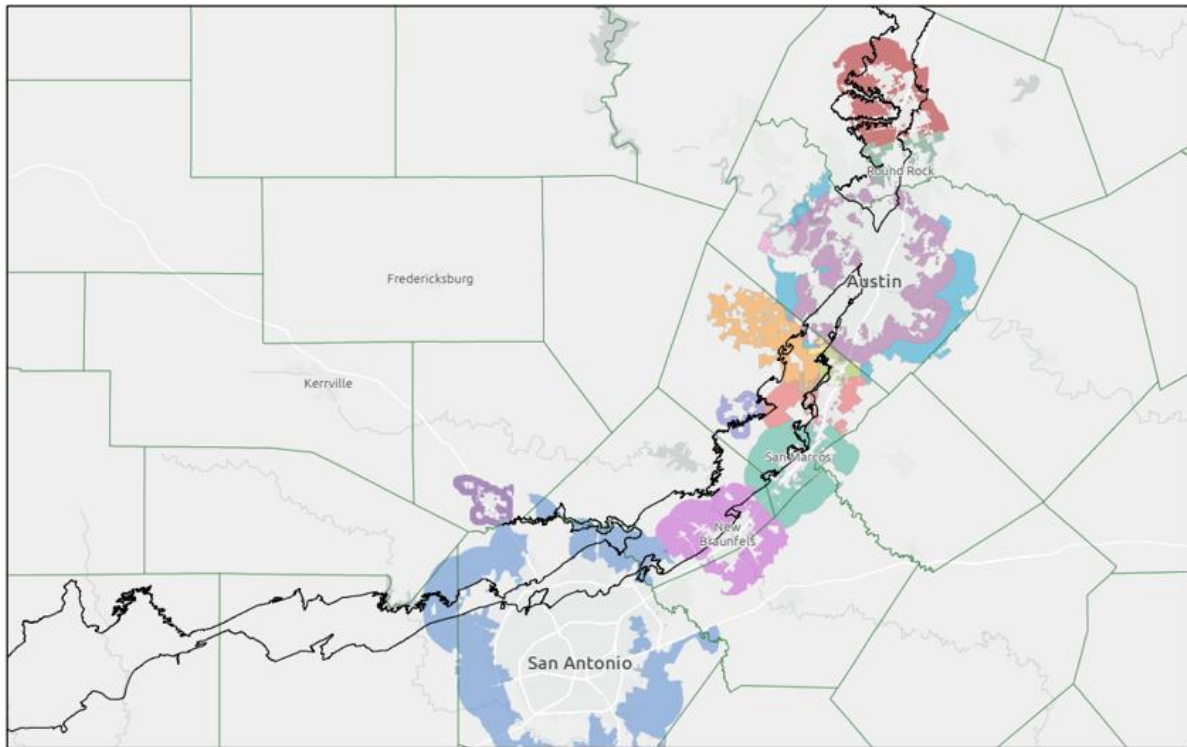 Round Rock
Fredericksburg
Austin
Kerrville
San Marcos
New
Braunfels
San Antonio